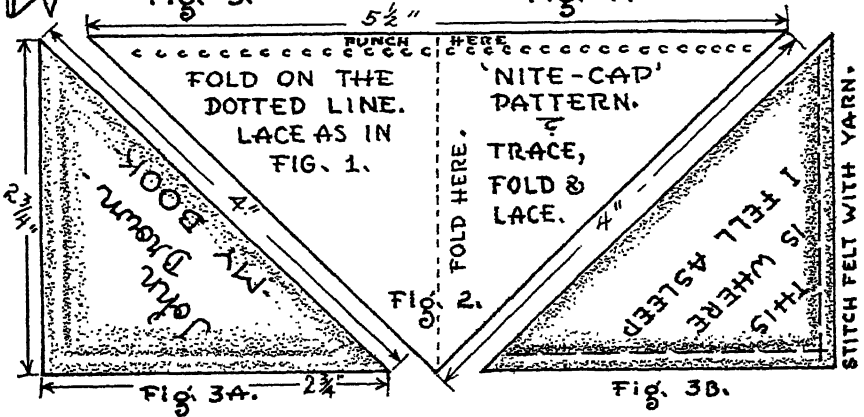 5½"
PUNCH HERE
FOLD ON THE
DOTTED LINE.
LACE AS IN
FIG. 1.
'NITE-CAP'
PATTERN.
TRACE,
FOLD &
LACE.
FOLD HERE.
4"
4"
Fig. 2.
2¾"
John Brown.
-MY BOOK-
Fig. 3A.
2¾"
THIS
IS WHERE
I FELL ASLEEP
Fig. 3B.
STITCH FELT WITH YARN.